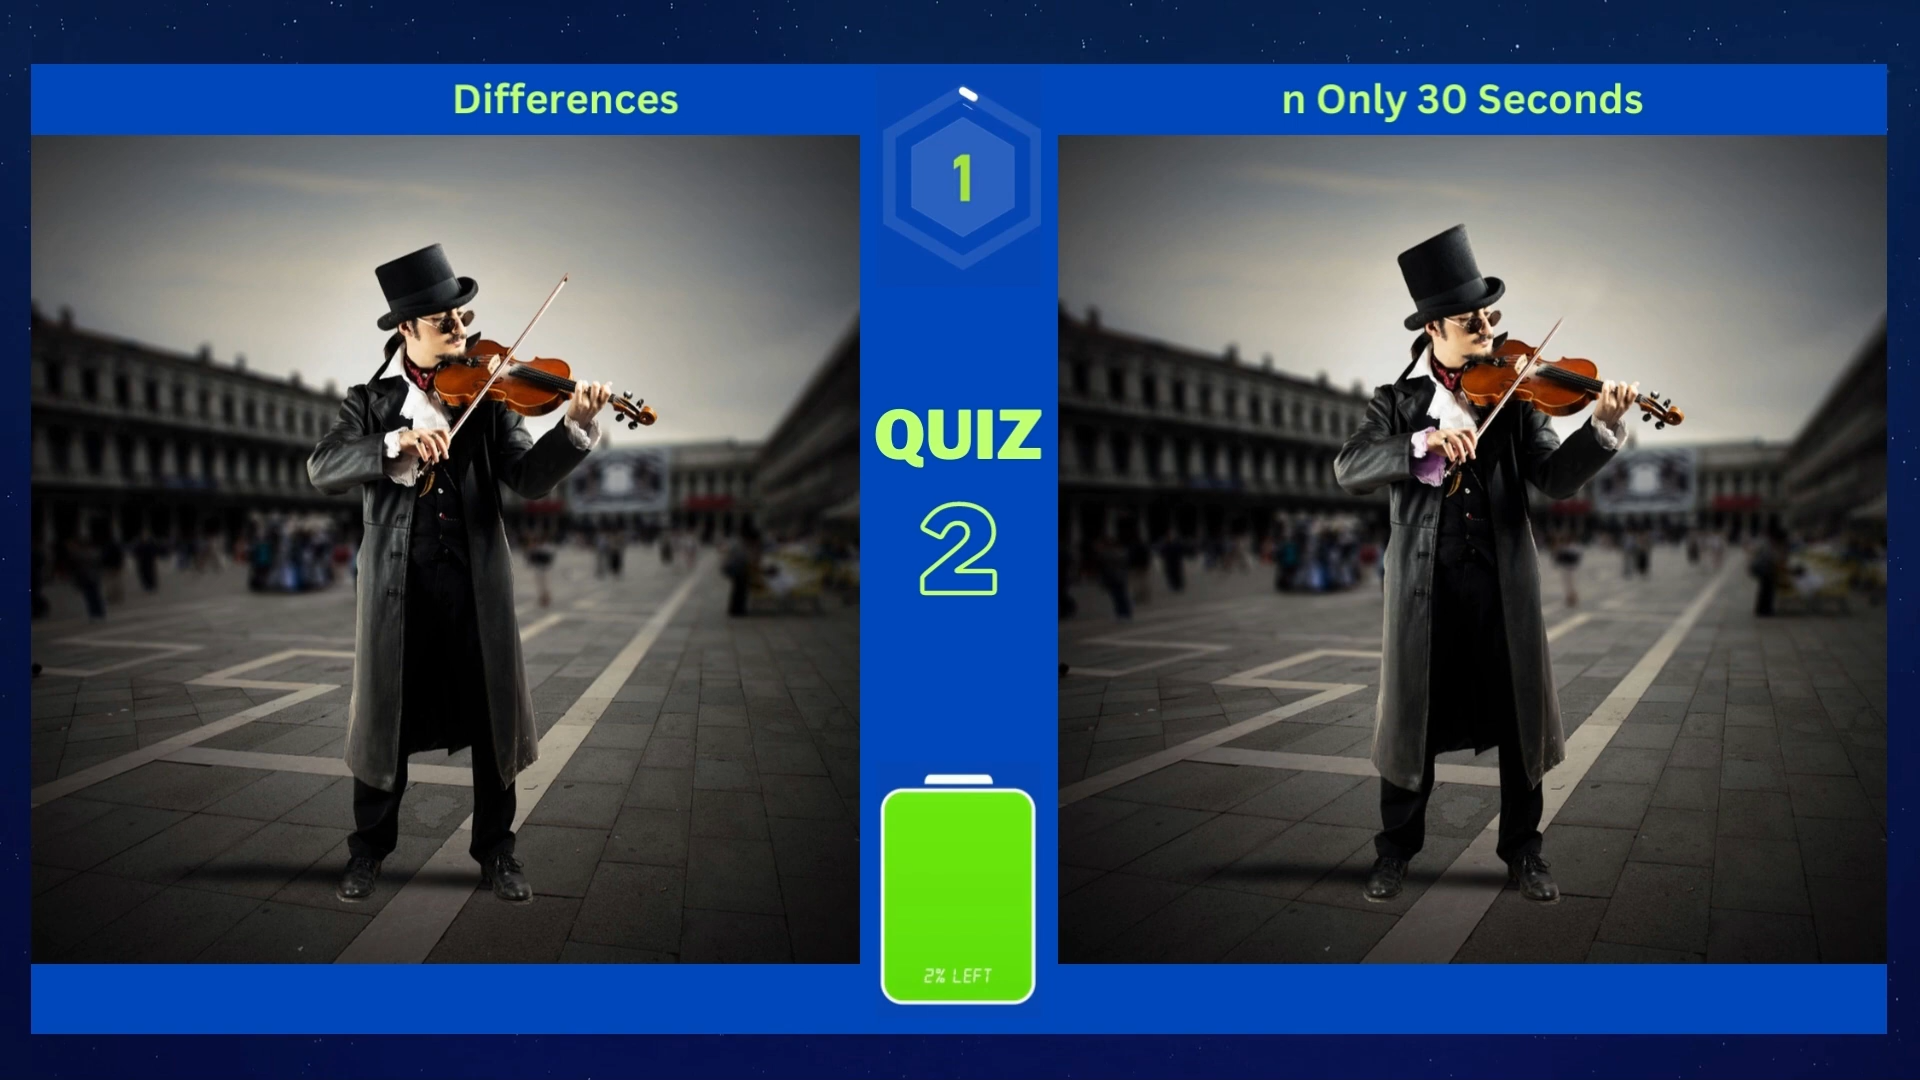 Differences
n Only 30 Seconds
1
QUIZ
2
2% LEFT